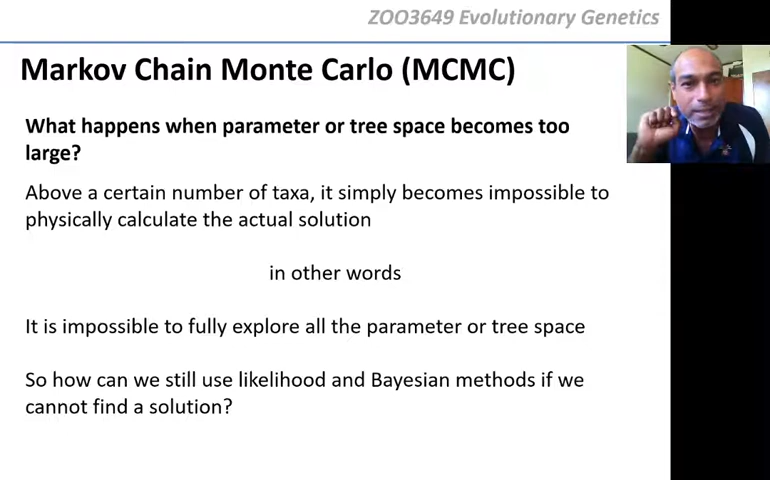 ZOO3649 Evolutionary Genetics
Markov Chain Monte Carlo (MCMC)
What happens when parameter or tree space becomes too
large?
Above a certain number of taxa, it simply becomes impossible to
physically calculate the actual solution
in other words
It is impossible to fully explore all the parameter or tree space
So how can we still use likelihood and Bayesian methods if we
cannot find a solution?